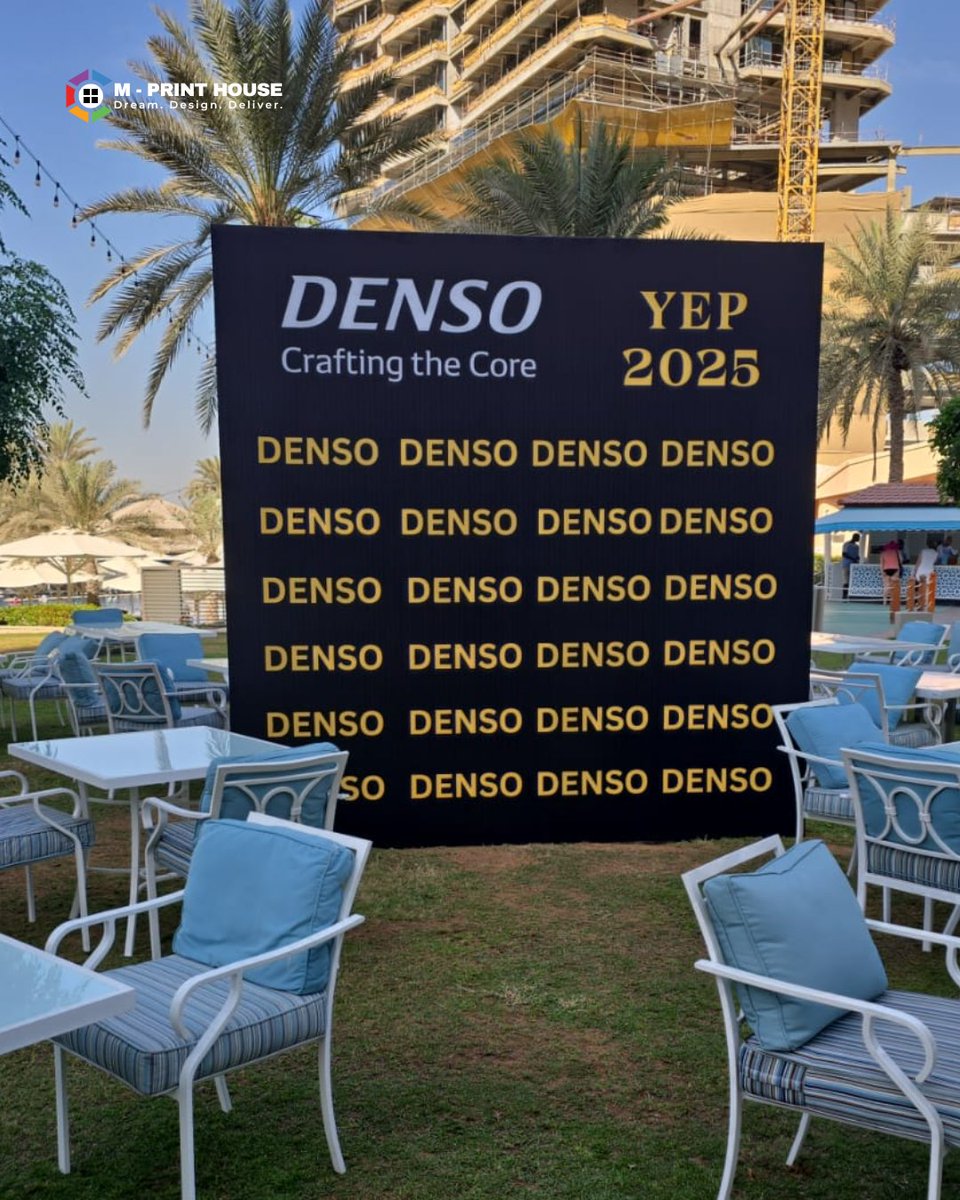 M - PRINT HOUSE
Dream. Design. Deliver.
DENSO
Crafting the Core
YEP
2025
DENSO DENSO DENSO DENSO
DENSO DENSO DENSO DENSO
DENSO DENSO DENSO DENSO
DENSO DENSO DENSO DENSO
DENSO DENSO DENSO DENSO
SO DENSO DENSO DENSO